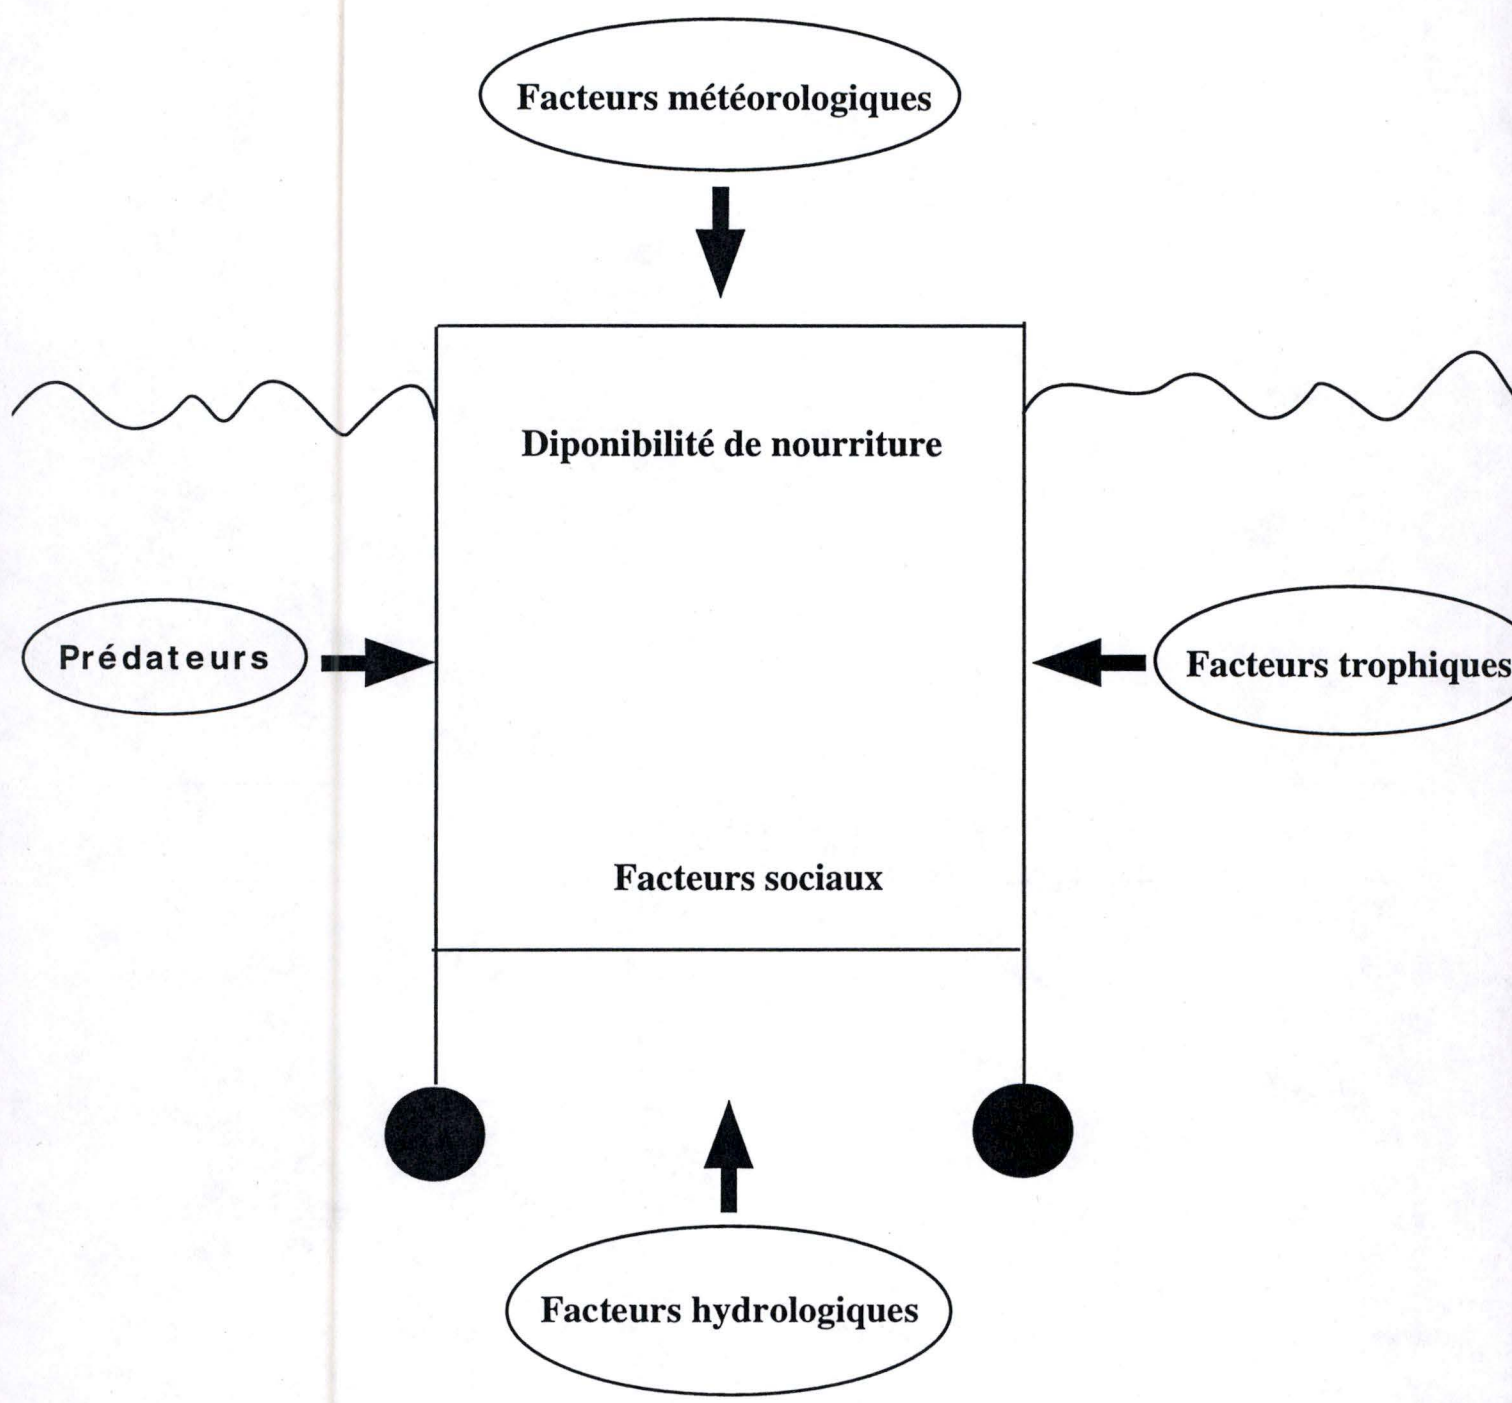 Facteurs météorologiques
Diponibilité de nourriture
Prédateurs
Facteurs trophiques
Facteurs sociaux
Facteurs hydrologiques